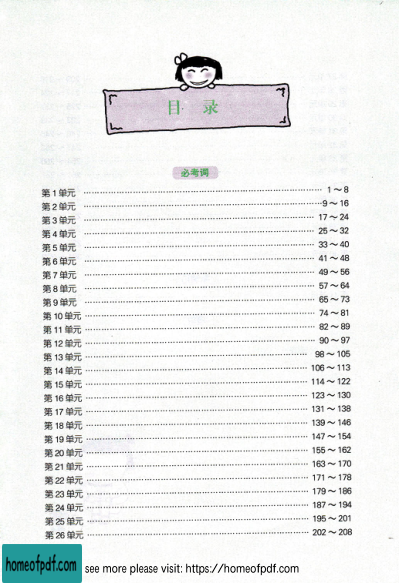 目 录
必考词
第 1 单元 1～8
第 2 单元 9～16
第 3 单元 17～24
第 4 单元 25～32
第 5 单元 33～40
第 6 单元 41～48
第 7 单元 49～56
第 8 单元 57～64
第 9 单元 65～73
第 10 单元 74～81
第 11 单元 82～89
第 12 单元 90～97
第 13 单元 98～105
第 14 单元 106～113
第 15 单元 114～122
第 16 单元 123～130
第 17 单元 131～138
第 18 单元 139～146
第 19 单元 147～154
第 20 单元 155～162
第 21 单元 163～170
第 22 单元 171～178
第 23 单元 179～186
第 24 单元 187～194
第 25 单元 195～201
第 26 单元 202～208
homeofpdf.com see more please visit: https://homeofpdf.com